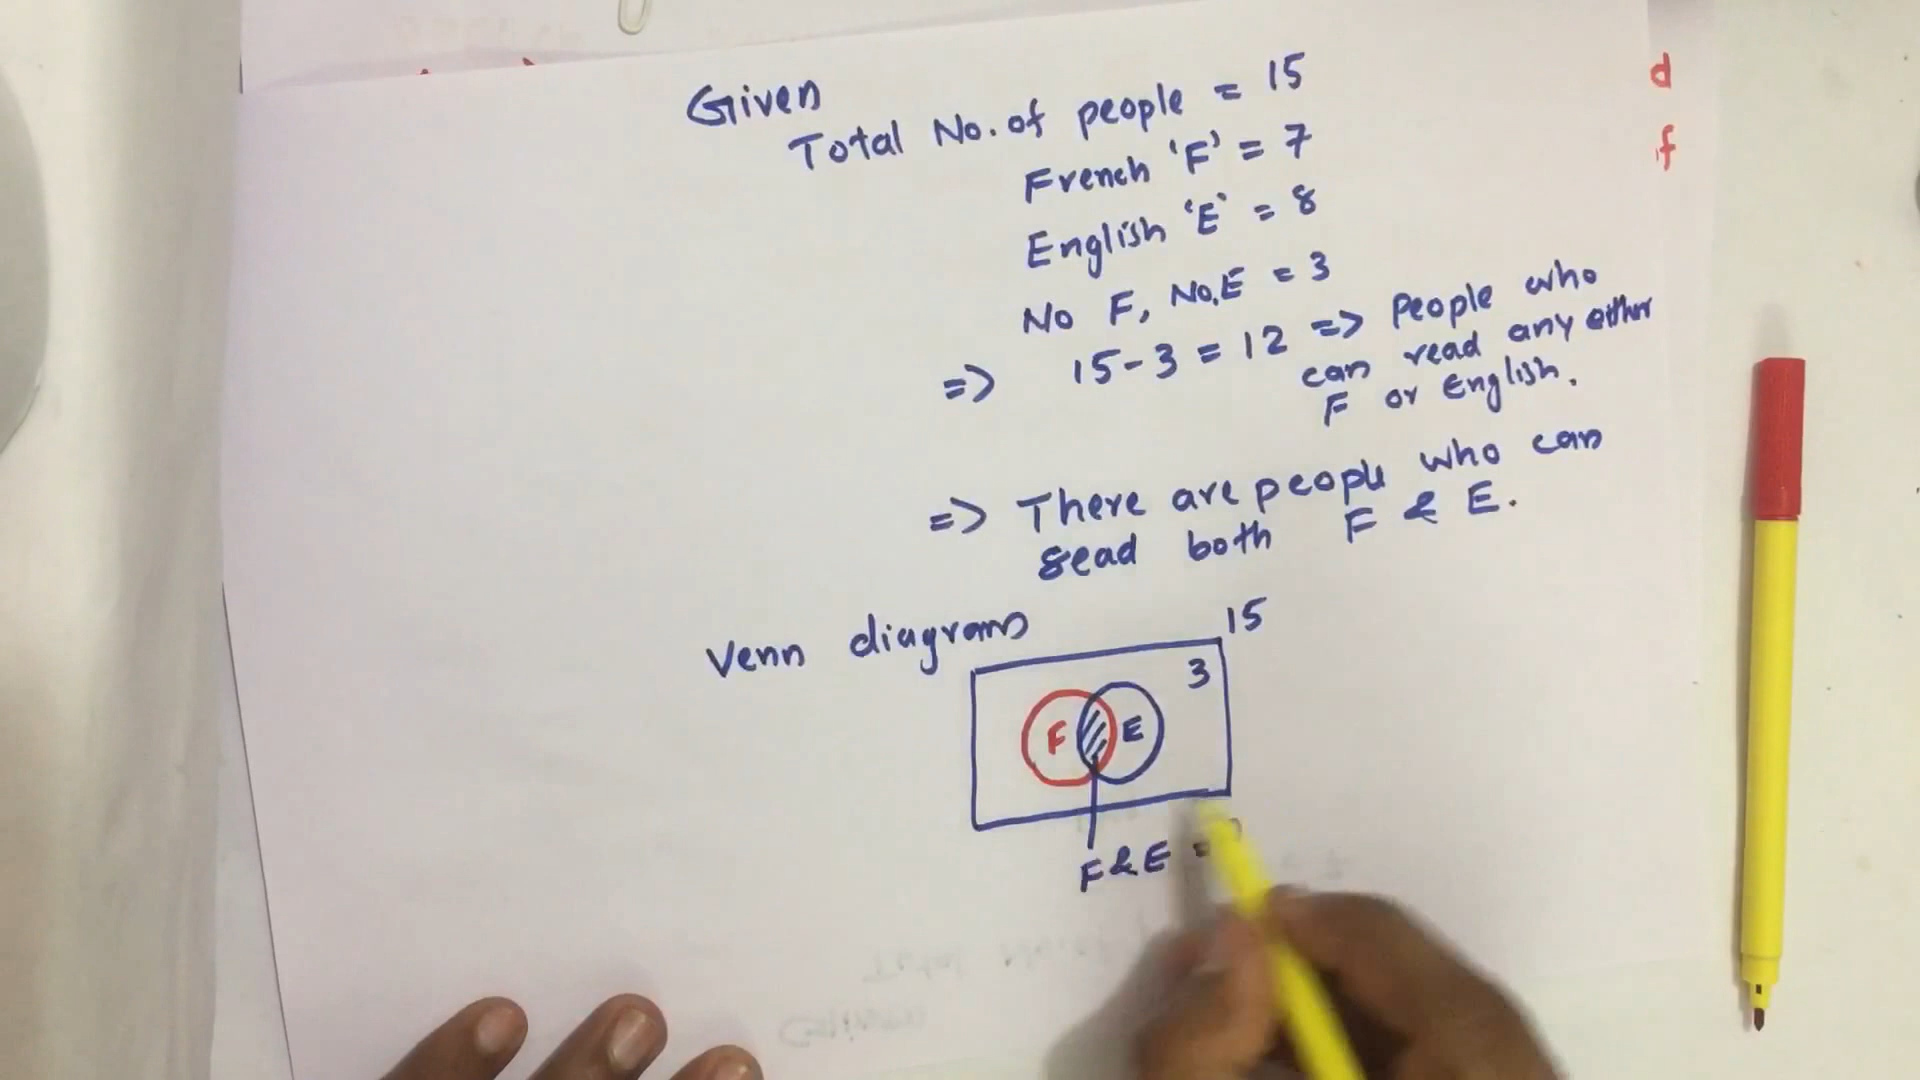 Given
Total No. of people = 15
French 'F' = 7
English 'E' = 8
No F, No.E = 3
=> 15-3 = 12 => People who
can read any either
F or English.
=> There are people who can
read both F & E.
Venn diagram
15
3
F E
F & E =
d
f